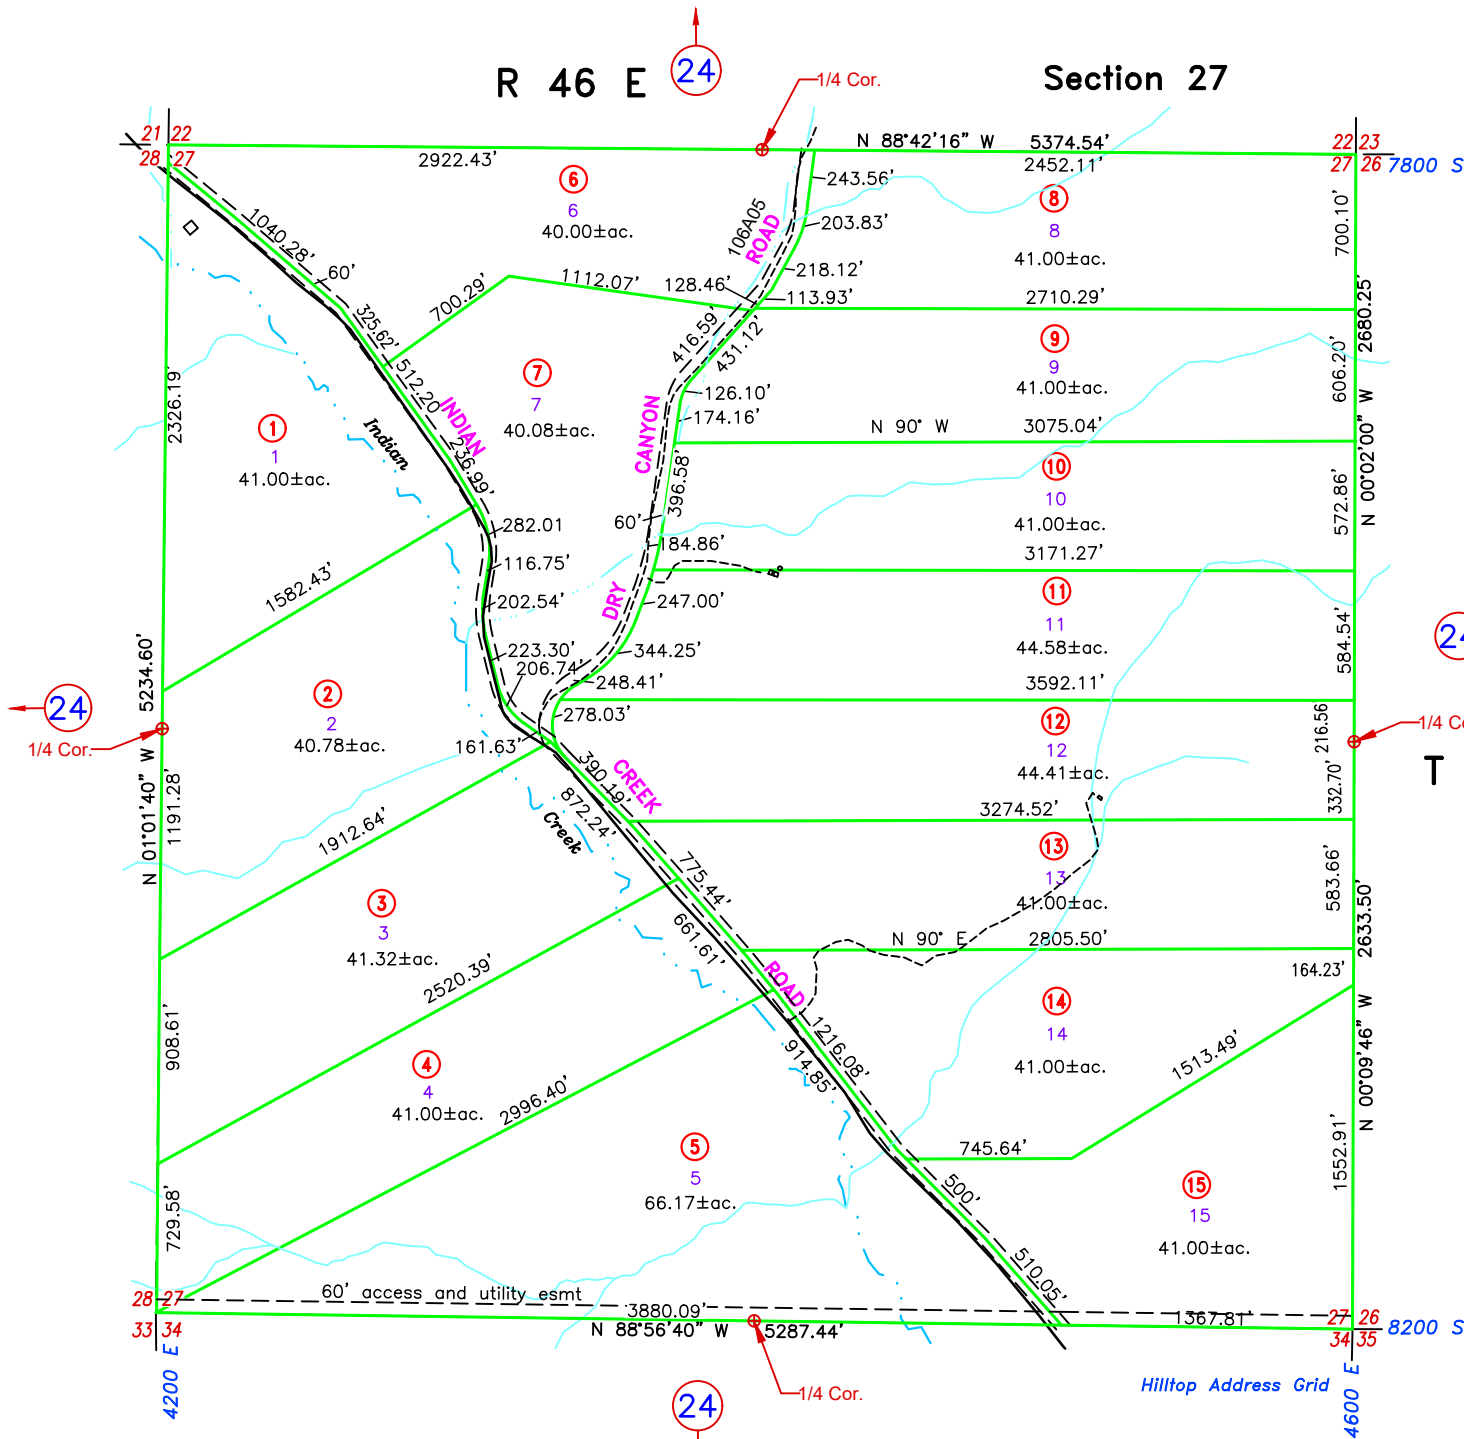 R 46 E
24
1/4 Cor.
Section 27
21 22
28 27
2922.43'
N 88°42'16" W 5374.54'
2452.11'
22 23
27 26
7800 S
6
6
40.00±ac.
106A05
ROAD
243.56'
203.83'
218.12'
113.93'
128.46'
8
8
41.00±ac.
2710.29'
700.10'
2680.25'
1040.28'
60'
325.62'
700.29'
1112.07'
416.59'
431.12'
9
9
41.00±ac.
606.20'
2326.19'
512.20'
INDIAN
Indian
236.99'
7
7
40.08±ac.
CANYON
126.10'
174.16'
N 90° W 3075.04'
N 00°02'00" W
1
1
41.00±ac.
396.58'
60'
10
10
41.00±ac.
572.86'
282.01
116.75'
202.54'
184.86'
3171.27'
1582.43'
DRY
247.00'
11
11
44.58±ac.
584.54'
24
5234.60'
223.30'
206.74'
344.25'
248.41'
3592.11'
24
1/4 Cor.
2
2
40.78±ac.
278.03'
161.63'
12
12
44.41±ac.
216.56
1/4 Cor.
T
N 01°01'40" W
1191.28'
390.19'
CREEK
872.24'
Creek
3274.52'
332.70'
1912.64'
775.44'
13
13
41.00±ac.
583.66'
3
3
41.32±ac.
661.61'
N 90° E 2805.50'
2633.50'
2520.39'
ROAD
164.23'
908.61'
14
14
41.00±ac.
N 00°09'46" W
4
4
41.00±ac.
1216.08'
914.85'
1513.49'
2996.40'
745.64'
1552.91'
5
5
66.17±ac.
500'
15
15
41.00±ac.
729.58'
510.05'
28 27
33 34
60' access and utility esmt
3880.09'
N 88°56'40" W 5287.44'
1367.81'
27 26
34 35
8200 S
4200 E
24
1/4 Cor.
Hilltop Address Grid
4600 E